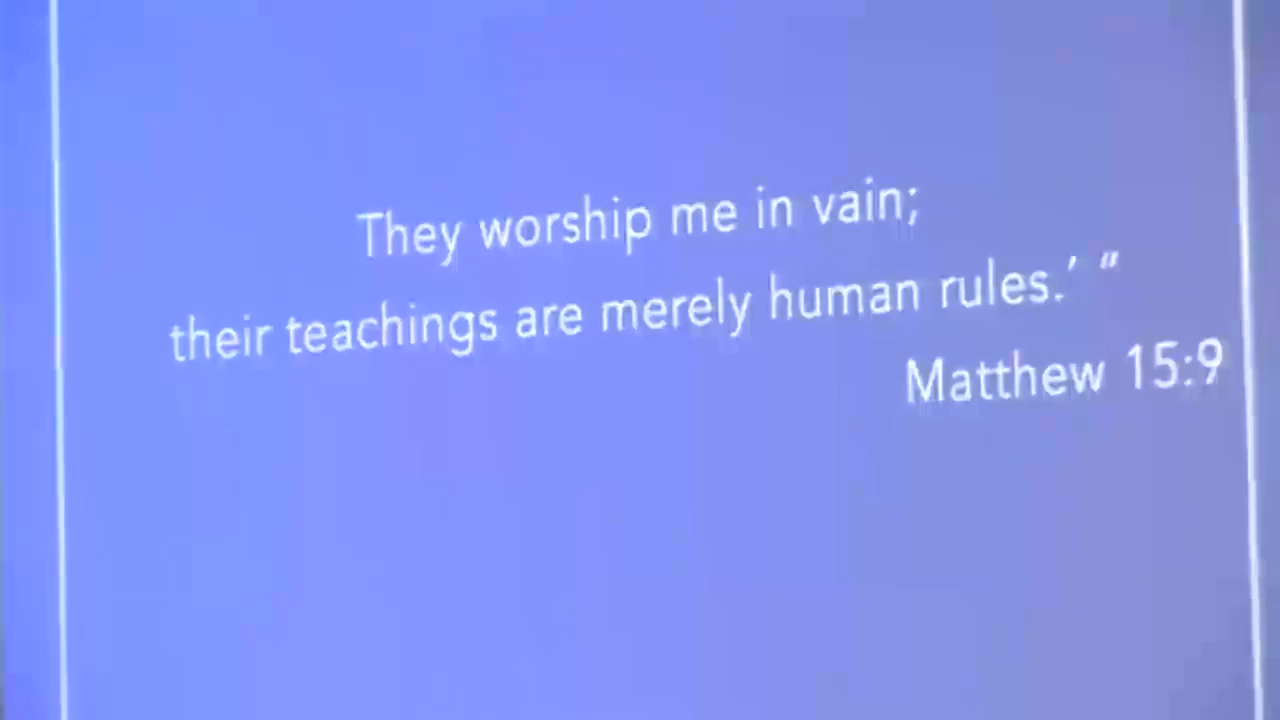 They worship me in vain;
their teachings are merely human rules.’ “
Matthew 15:9